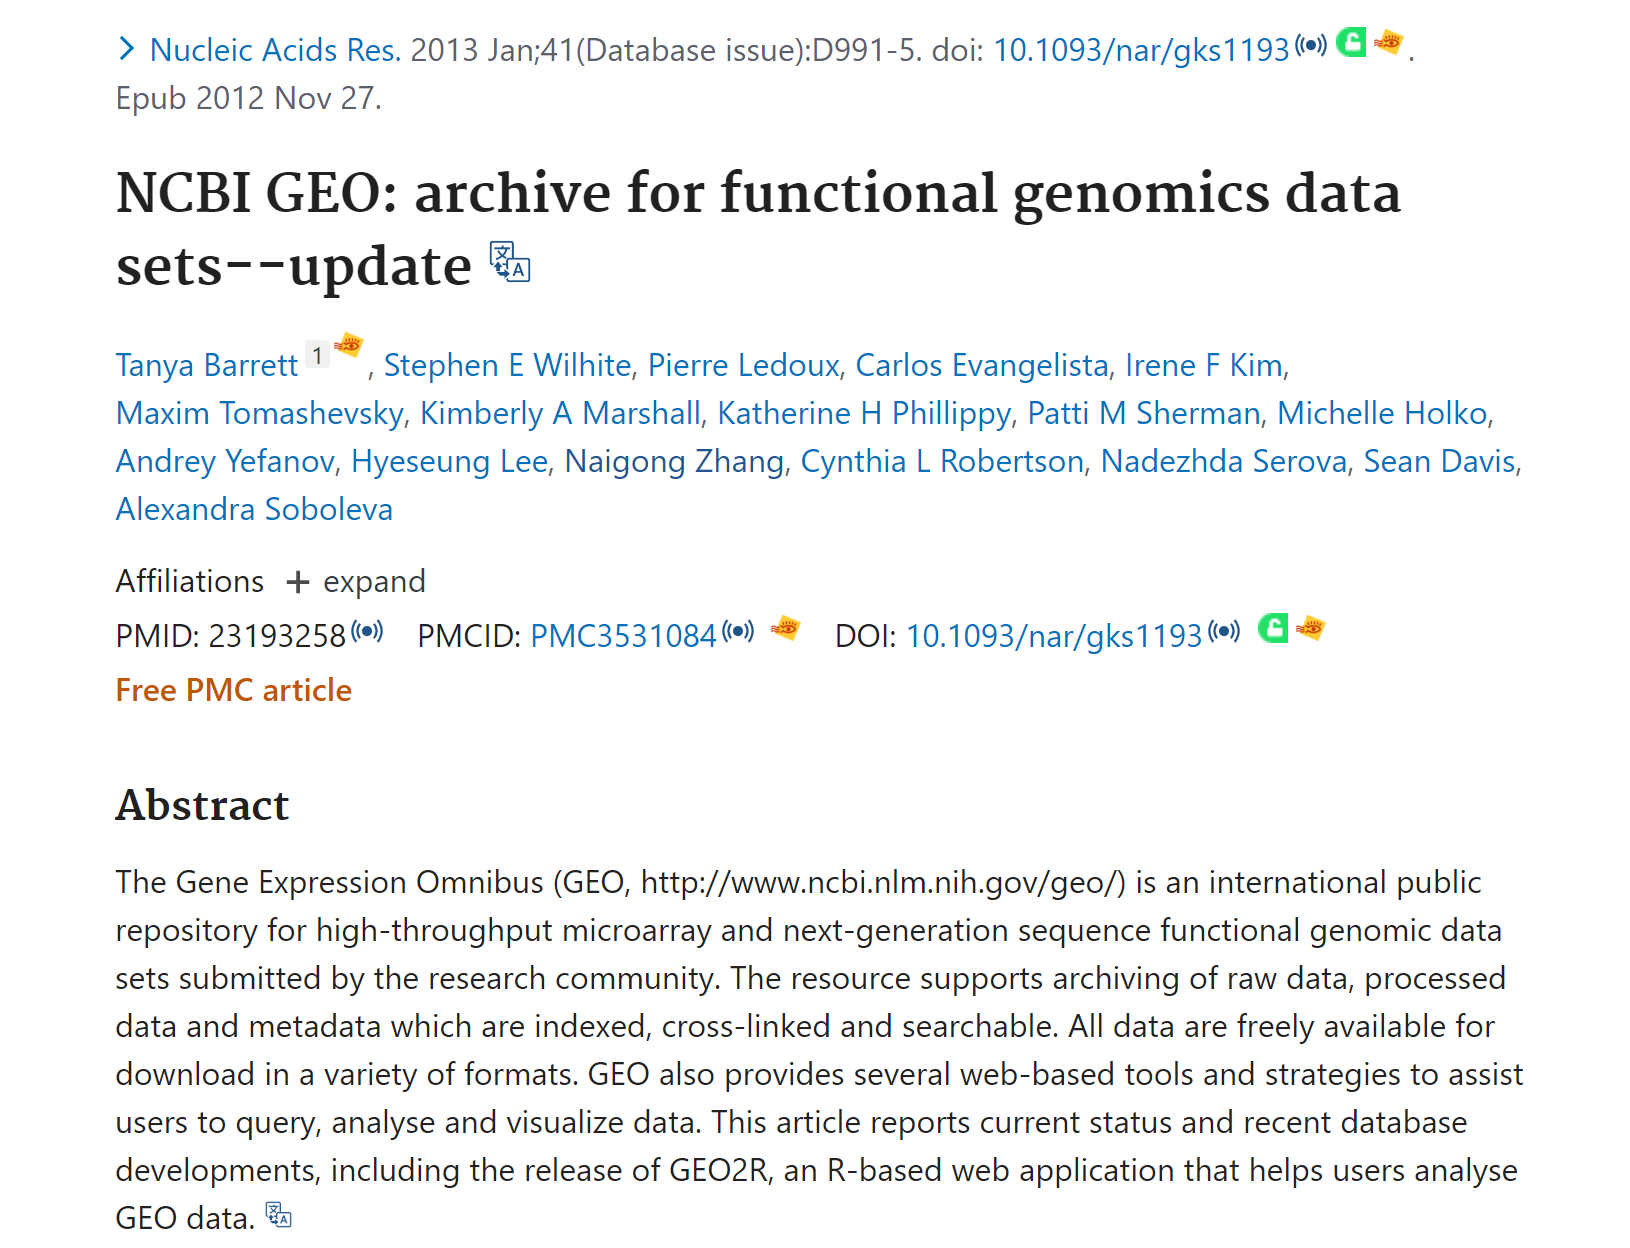 Nucleic Acids Res. 2013 Jan;41(Database issue):D991-5. doi: 10.1093/nar/gks1193.
Epub 2012 Nov 27.
NCBI GEO: archive for functional genomics data
sets--update
Tanya Barrett 1, Stephen E Wilhite, Pierre Ledoux, Carlos Evangelista, Irene F Kim,
Maxim Tomashevsky, Kimberly A Marshall, Katherine H Phillippy, Patti M Sherman, Michelle Holko,
Andrey Yefanov, Hyeseung Lee, Naigong Zhang, Cynthia L Robertson, Nadezhda Serova, Sean Davis,
Alexandra Soboleva
Affiliations + expand
PMID: 23193258 PMCID: PMC3531084 DOI: 10.1093/nar/gks1193
Free PMC article
Abstract
The Gene Expression Omnibus (GEO, http://www.ncbi.nlm.nih.gov/geo/) is an international public
repository for high-throughput microarray and next-generation sequence functional genomic data
sets submitted by the research community. The resource supports archiving of raw data, processed
data and metadata which are indexed, cross-linked and searchable. All data are freely available for
download in a variety of formats. GEO also provides several web-based tools and strategies to assist
users to query, analyse and visualize data. This article reports current status and recent database
developments, including the release of GEO2R, an R-based web application that helps users analyse
GEO data.